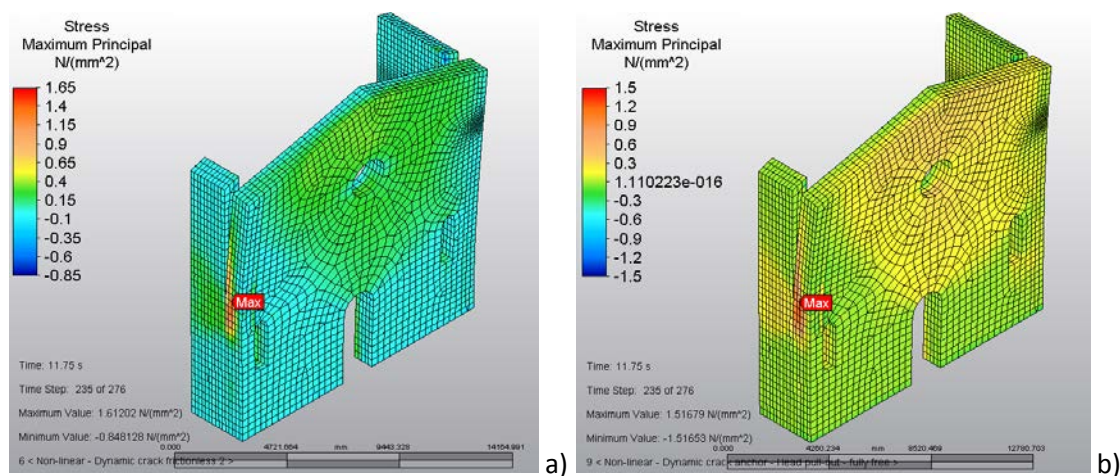 Stress
Maximum Principal
N/(mm^2)
1.65
1.4
1.15
0.9
0.65
0.4
0.15
-0.1
-0.35
-0.6
-0.85
Max
Time: 11.75 s
Time Step: 235 of 276
Maximum Value: 1.61202 N/(mm^2)
Minimum Value: -0.848128 N/(mm^2)
0.000 4721.664 mm 9443.328 14164.991
6 < Non-linear - Dynamic crack frictionless 2 >
a)
Stress
Maximum Principal
N/(mm^2)
1.5
1.2
0.9
0.6
0.3
1.110223e-016
-0.3
-0.6
-0.9
-1.2
-1.5
Max
Time: 11.75 s
Time Step: 235 of 276
Maximum Value: 1.51679 N/(mm^2)
Minimum Value: -1.51653 N/(mm^2)
0.000 4260.234 mm 8520.469 12780.703
9 < Non-linear - Dynamic crack anchor - Head pull-out - fully free >
b)